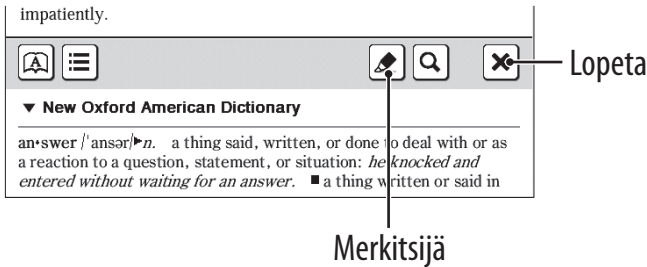 impatiently.
Lopeta
▼ New Oxford American Dictionary
an•swer /ˈansər/▶n. a thing said, written, or done to deal with or as
a reaction to a question, statement, or situation: he knocked and
entered without waiting for an answer. ■ a thing written or said in
Merkitsijä